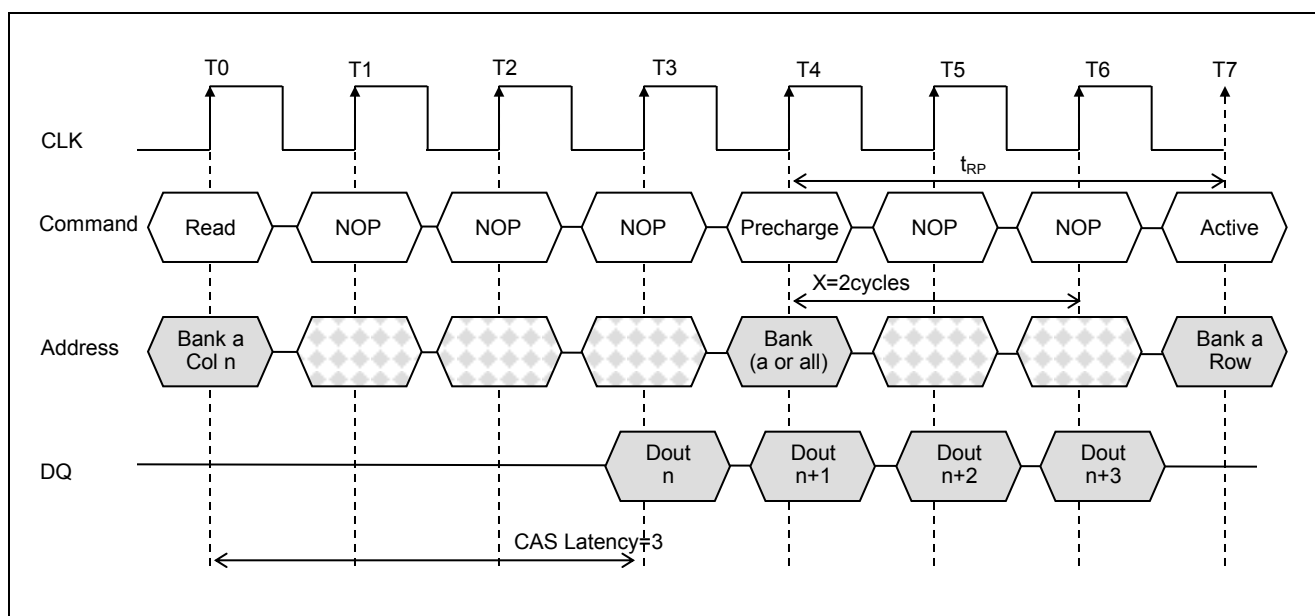 T0 T1 T2 T3 T4 T5 T6 T7
CLK
tRP
Command Read NOP NOP NOP Precharge NOP NOP Active
X=2cycles
Address Bank a Col n Bank (a or all) Bank a Row
DQ Dout n Dout n+1 Dout n+2 Dout n+3
CAS Latency=3